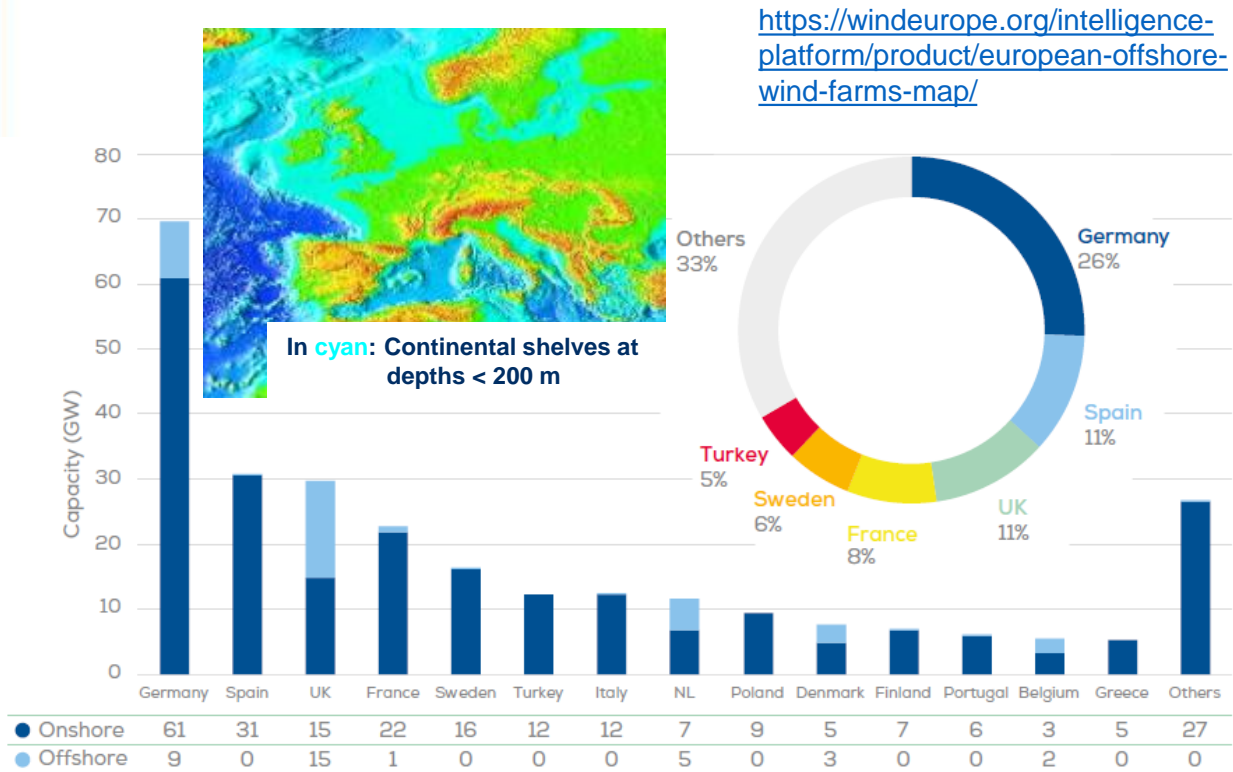 https://windeurope.org/intelligence-
platform/product/european-offshore-
wind-farms-map/
In cyan: Continental shelves at
depths < 200 m
80
70
60
50
40
30
20
10
0
Capacity (GW)
Others
33%
Germany
26%
Spain
11%
UK
11%
France
8%
Sweden
6%
Turkey
5%
Germany Spain UK France Sweden Turkey Italy NL Poland Denmark Finland Portugal Belgium Greece Others
Onshore 61 31 15 22 16 12 12 7 9 5 7 6 3 5 27
Offshore 9 0 15 1 0 0 0 5 0 3 0 0 2 0 0